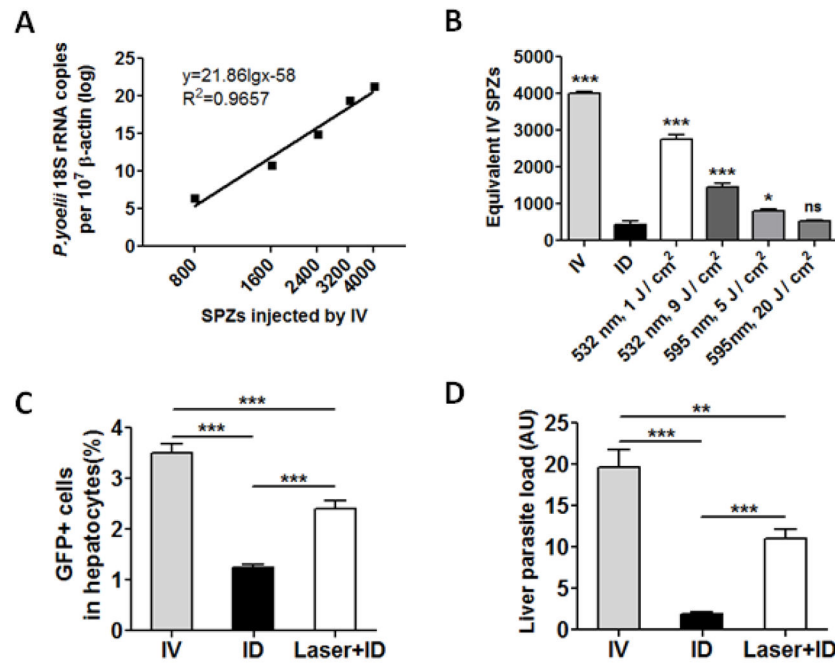 A
P.yoelii 18S rRNA copies
per 10⁷ β-actin (log)
25
20
15
10
5
0
y=21.86lgx-58
R²=0.9657
800
1600
2400
3200
4000
SPZs injected by IV
B
Equivalent IV SPZs
5000
4000
3000
2000
1000
0
***
***
***
*
ns
IV
ID
532 nm, 1 J / cm²
532 nm, 9 J / cm²
595 nm, 5 J / cm²
595nm, 20 J / cm²
C
GFP+ cells
in hepatocytes(%)
4
3
2
1
0
***
***
***
IV
ID
Laser+ID
D
Liver parasite load (AU)
25
20
15
10
5
0
**
***
***
IV
ID
Laser+ID